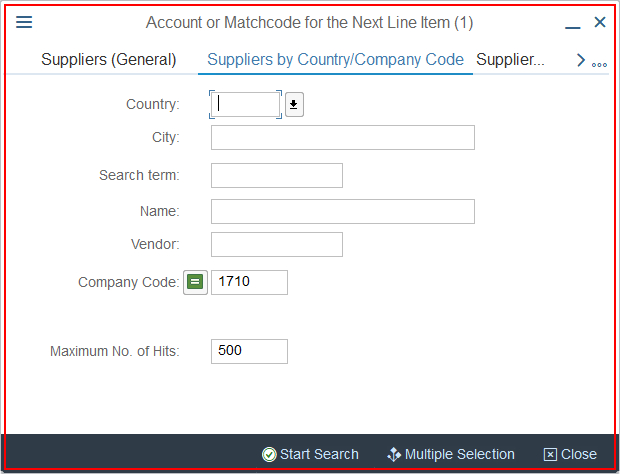 Account or Matchcode for the Next Line Item (1)
Suppliers (General) Suppliers by Country/Company Code Supplier...
Country:
City:
Search term:
Name:
Vendor:
Company Code: 1710
Maximum No. of Hits: 500
Start Search Multiple Selection Close